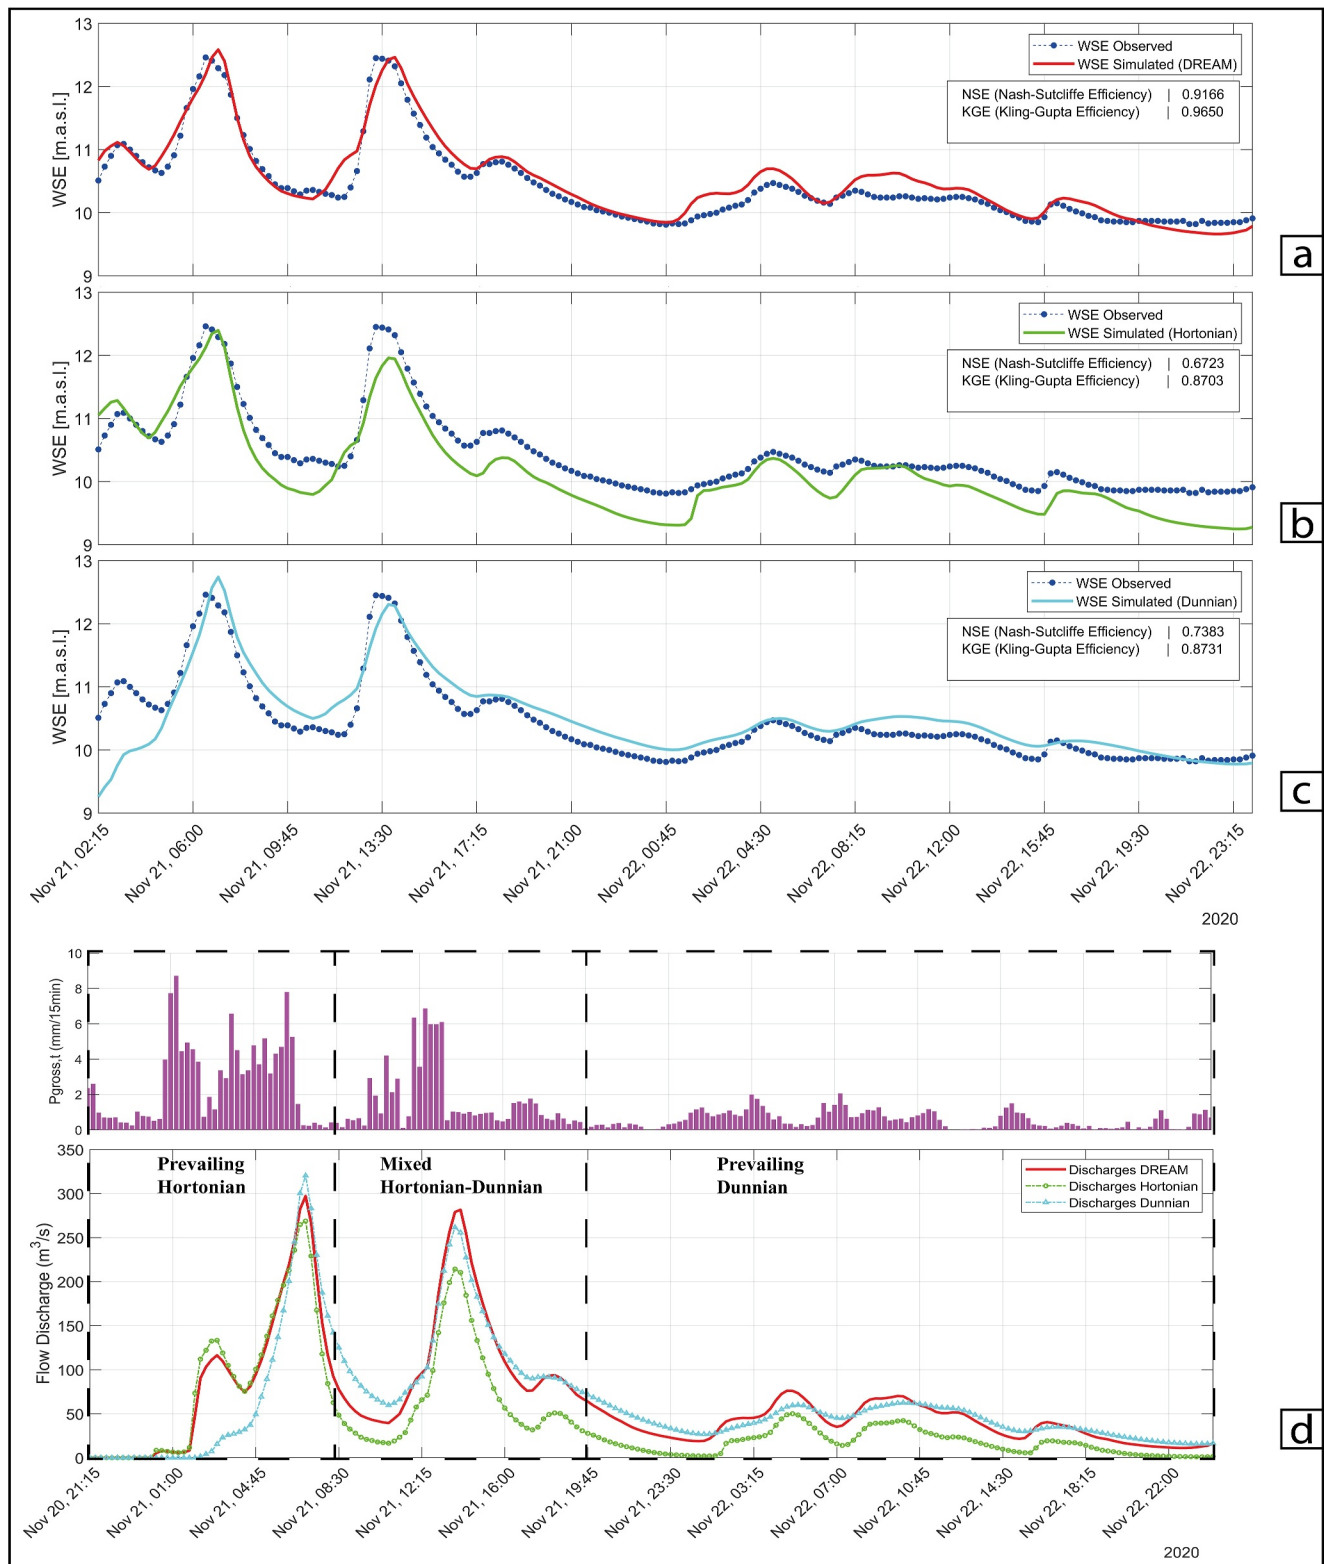 13
12
11
10
9
WSE [m.a.s.l.]
WSE Observed
WSE Simulated (DREAM)
NSE (Nash-Sutcliffe Efficiency) | 0.9166
KGE (Kling-Gupta Efficiency) | 0.9650
a
13
12
11
10
9
WSE [m.a.s.l.]
WSE Observed
WSE Simulated (Hortonian)
NSE (Nash-Sutcliffe Efficiency) | 0.6723
KGE (Kling-Gupta Efficiency) | 0.8703
b
13
12
11
10
9
WSE [m.a.s.l.]
WSE Observed
WSE Simulated (Dunnian)
NSE (Nash-Sutcliffe Efficiency) | 0.7383
KGE (Kling-Gupta Efficiency) | 0.8731
c
Nov 21, 02:15
Nov 21, 06:00
Nov 21, 09:45
Nov 21, 13:30
Nov 21, 17:15
Nov 21, 21:00
Nov 22, 00:45
Nov 22, 04:30
Nov 22, 08:15
Nov 22, 12:00
Nov 22, 15:45
Nov 22, 19:30
Nov 22, 23:15
2020
10
8
6
4
2
0
Pgross,t (mm/15min)
350
300
250
200
150
100
50
0
Flow Discharge (m³/s)
Prevailing
Hortonian
Mixed
Hortonian-Dunnian
Prevailing
Dunnian
Discharges DREAM
Discharges Hortonian
Discharges Dunnian
d
Nov 20, 21:15
Nov 21, 01:00
Nov 21, 04:45
Nov 21, 08:30
Nov 21, 12:15
Nov 21, 16:00
Nov 21, 19:45
Nov 21, 23:30
Nov 22, 03:15
Nov 22, 07:00
Nov 22, 10:45
Nov 22, 14:30
Nov 22, 18:15
Nov 22, 22:00
2020